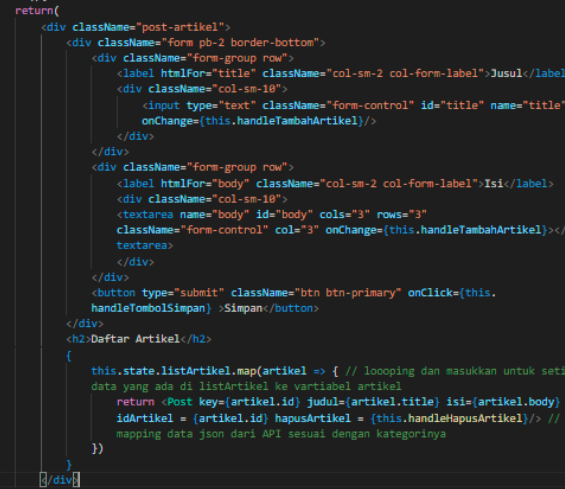 return(
<div className="post-artikel">
<div className="form pb-2 border-bottom">
<div className="form-group row">
<label htmlFor="title" className="col-sm-2 col-form-label">Jusul</label
<div className="col-sm-10">
<input type="text" className="form-control" id="title" name="title"
onChange={this.handleTambahArtikel}/>
</div>
</div>
<div className="form-group row">
<label htmlFor="body" className="col-sm-2 col-form-label">Isi</label>
<div className="col-sm-10">
<textarea name="body" id="body" cols="3" rows="3"
className="form-control" col="3" onChange={this.handleTambahArtikel}></
textarea>
</div>
</div>
<button type="submit" className="btn btn-primary" onClick={this.
handleTombolSimpan} >Simpan</button>
</div>
<h2>Daftar Artikel</h2>
{
this.state.listArtikel.map(artikel => { // loooping dan masukkan untuk seti
data yang ada di listArtikel ke vartiabel artikel
return <Post key={artikel.id} judul={artikel.title} isi={artikel.body}
idArtikel = {artikel.id} hapusArtikel = {this.handleHapusArtikel}/> //
mapping data json dari API sesuai dengan kategorinya
})
}
</div>